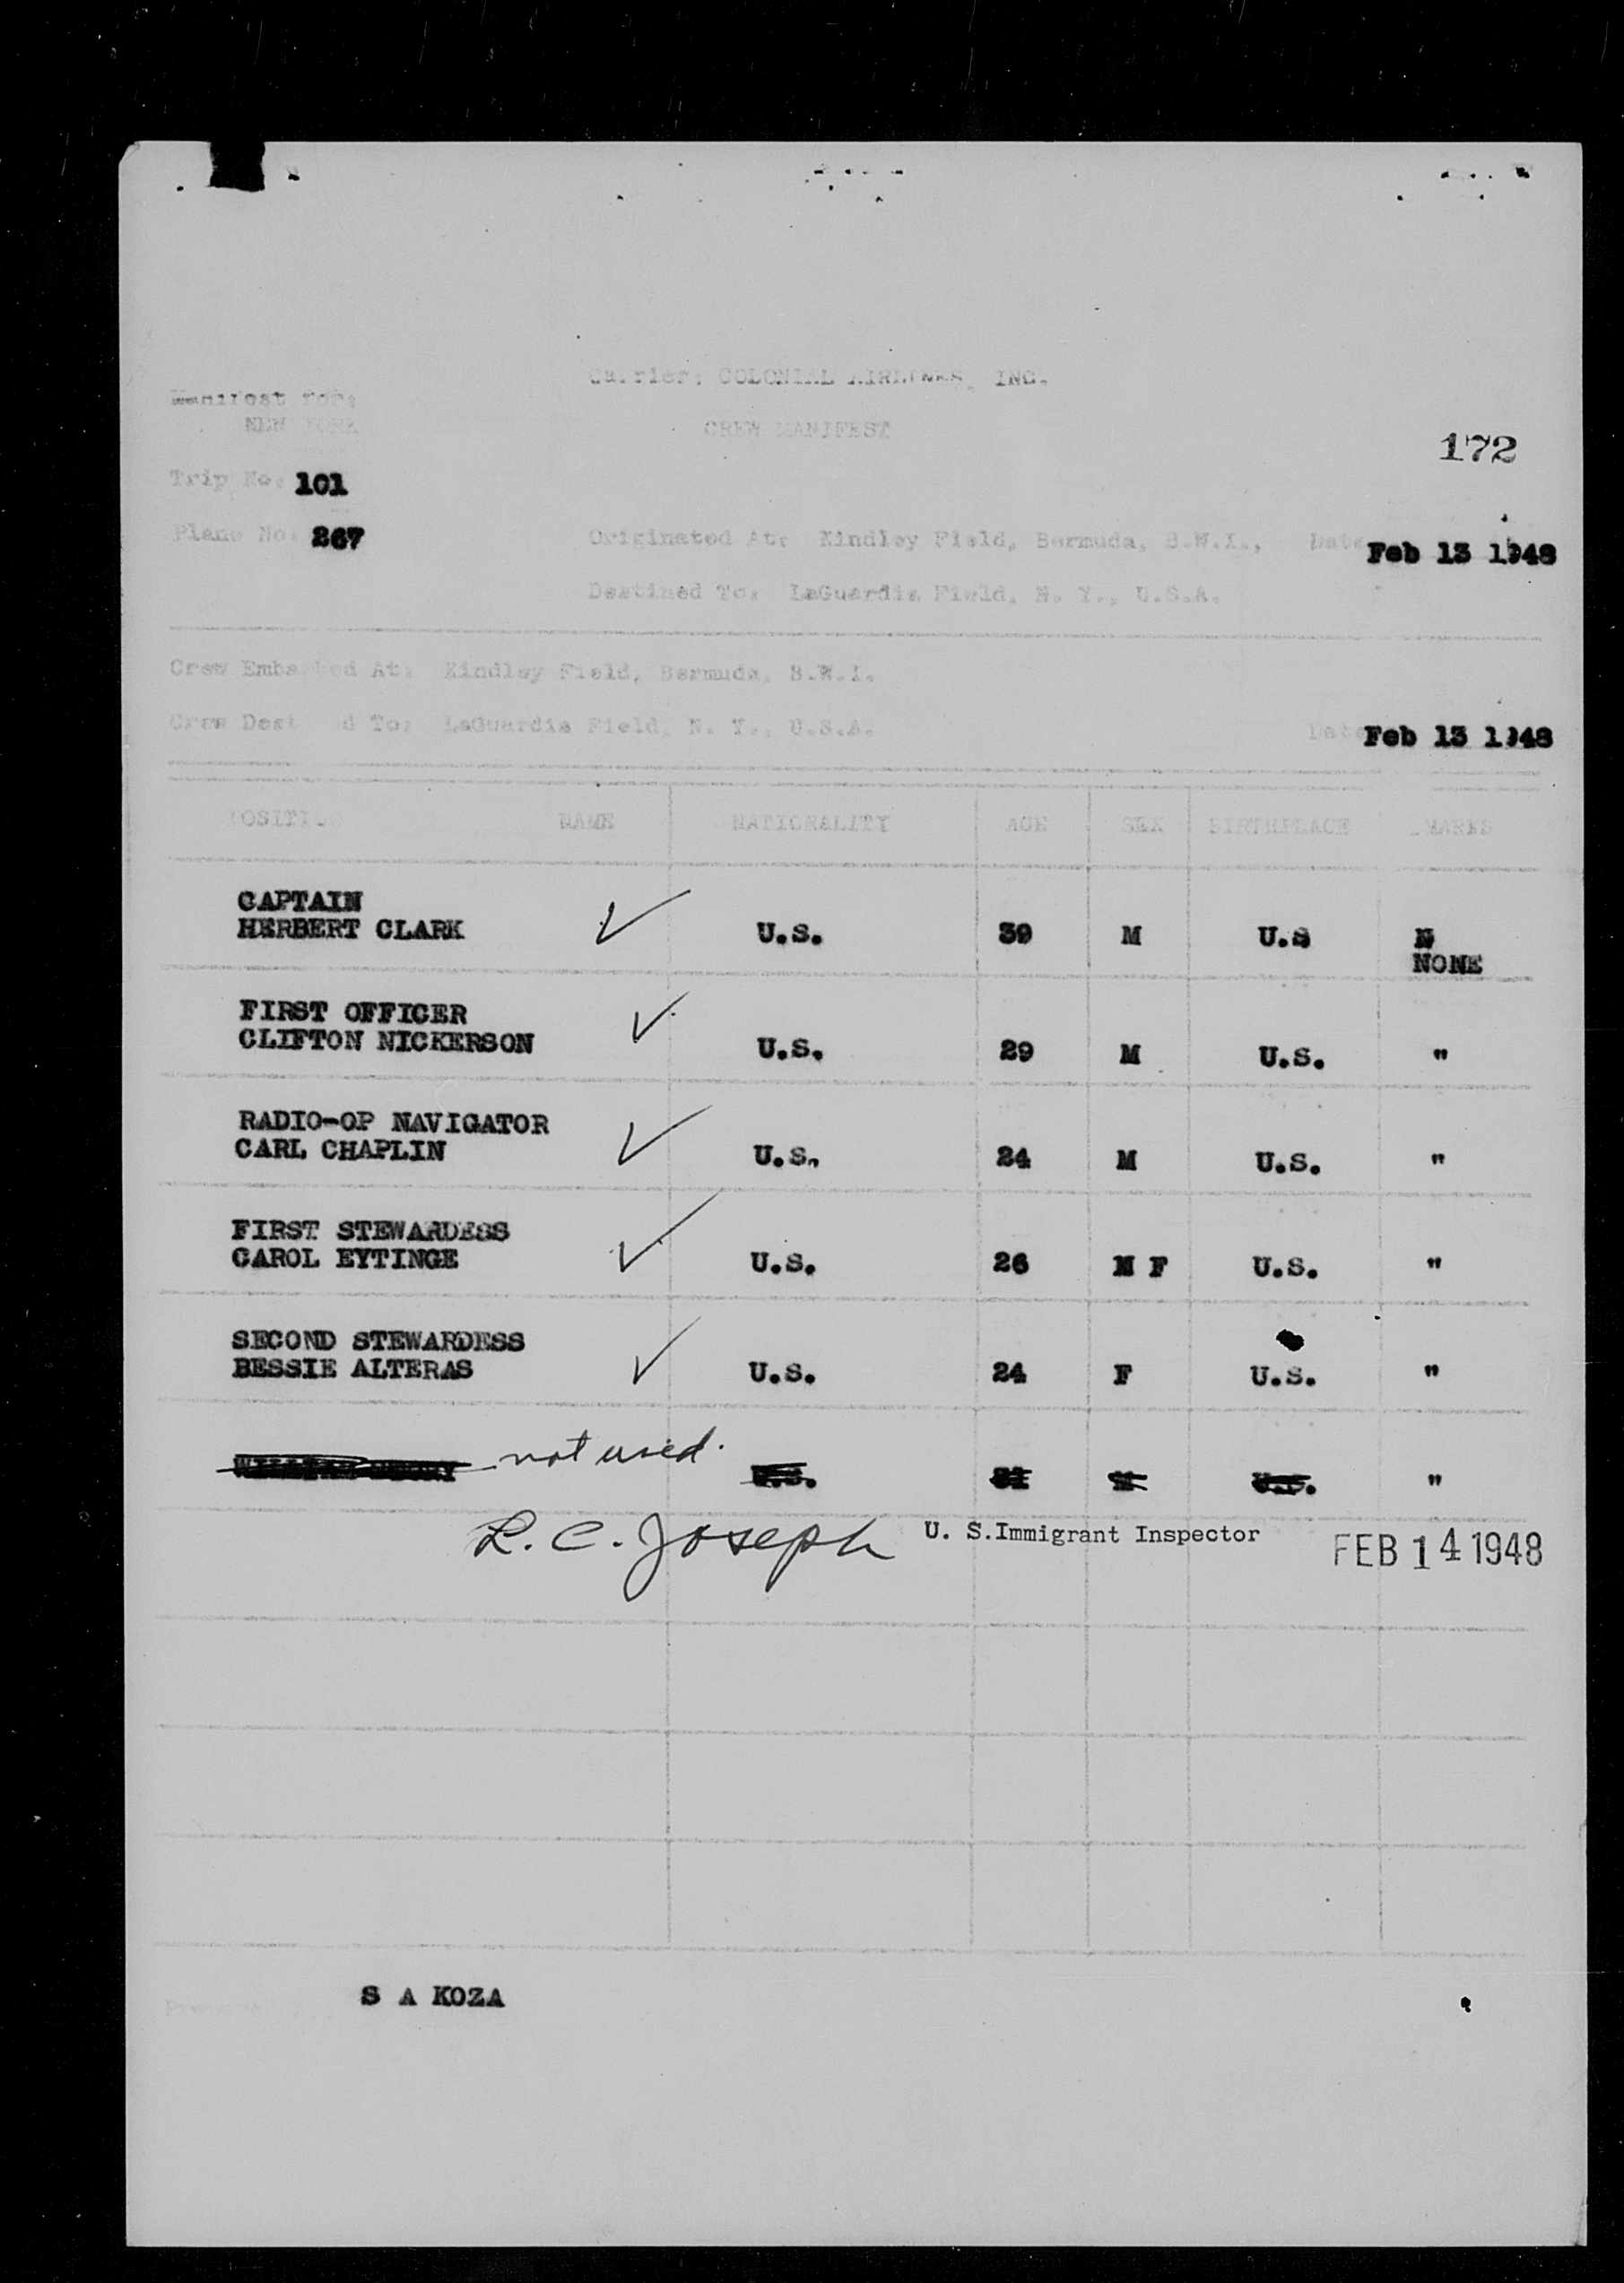 Carrier: COLONIAL AIRLINES, INC.
Manifest For:
NEW YORK
CREW MANIFEST
172
Trip No: 101
Plane No: 267
Originated At: Kindley Field, Bermuda, B.W.I., Date Feb 13 1948
Destined To: LaGuardia Field, N. Y., U.S.A.
Crew Embarked At: Kindley Field, Bermuda, B.W.I.
Crew Dest d To: LaGuardia Field, N. Y., U.S.A. Date Feb 13 1948
POSITION NAME NATIONALITY AGE SEX BIRTHPLACE MARKS
CAPTAIN
HERBERT CLARK ✓ U.S. 39 M U.S N
NONE
FIRST OFFICER
CLIFTON NICKERSON ✓ U.S. 29 M U.S. "
RADIO-OP NAVIGATOR
CARL CHAPLIN ✓ U.S. 24 M U.S. "
FIRST STEWARDESS
CAROL EYTINGE ✓ U.S. 26 M F U.S. "
SECOND STEWARDESS
BESSIE ALTERAS ✓ U.S. 24 F U.S. "
not used. U.S. M U.S. "
R. C. Joseph U. S.Immigrant Inspector FEB 14 1948
S A KOZA